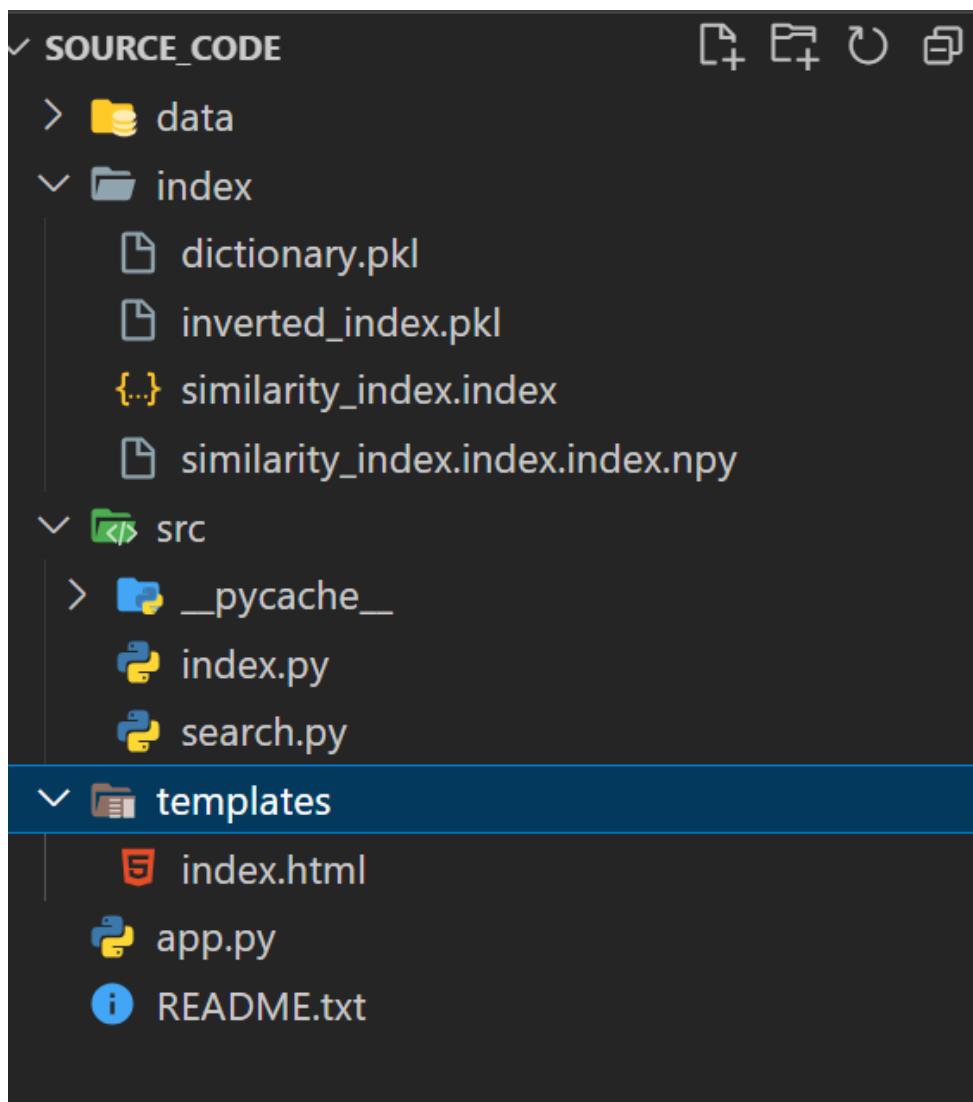 SOURCE_CODE
data
index
dictionary.pkl
inverted_index.pkl
{...} similarity_index.index
similarity_index.index.index.npy
src
__pycache__
index.py
search.py
templates
index.html
app.py
README.txt